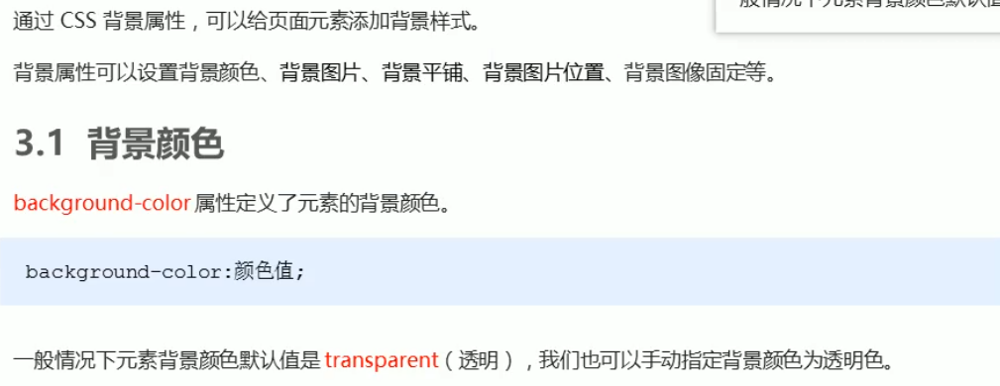 通过 CSS 背景属性，可以给页面元素添加背景样式。
背景属性可以设置背景颜色、背景图片、背景平铺、背景图片位置、背景图像固定等。
3.1 背景颜色
background-color 属性定义了元素的背景颜色。
background-color:颜色值;
一般情况下元素背景颜色默认值是 transparent（透明），我们也可以手动指定背景颜色为透明色。